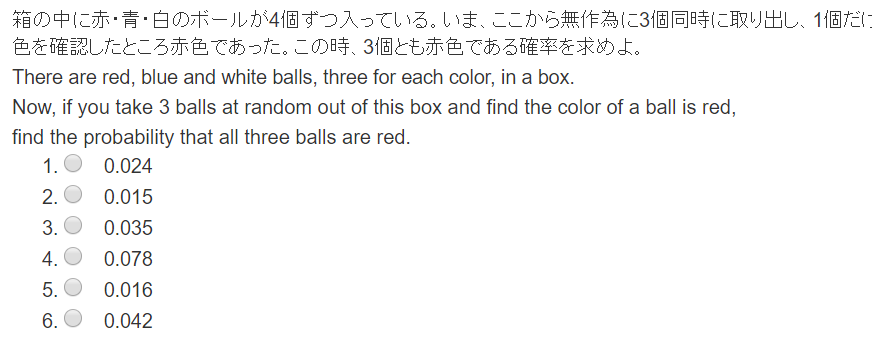 箱の中に赤・青・白のボールが4個ずつ入っている。いま、ここから無作為に3個同時に取り出し、1個だけ
色を確認したところ赤色であった。この時、3個とも赤色である確率を求めよ。
There are red, blue and white balls, three for each color, in a box.
Now, if you take 3 balls at random out of this box and find the color of a ball is red,
find the probability that all three balls are red.
1. 0.024
2. 0.015
3. 0.035
4. 0.078
5. 0.016
6. 0.042